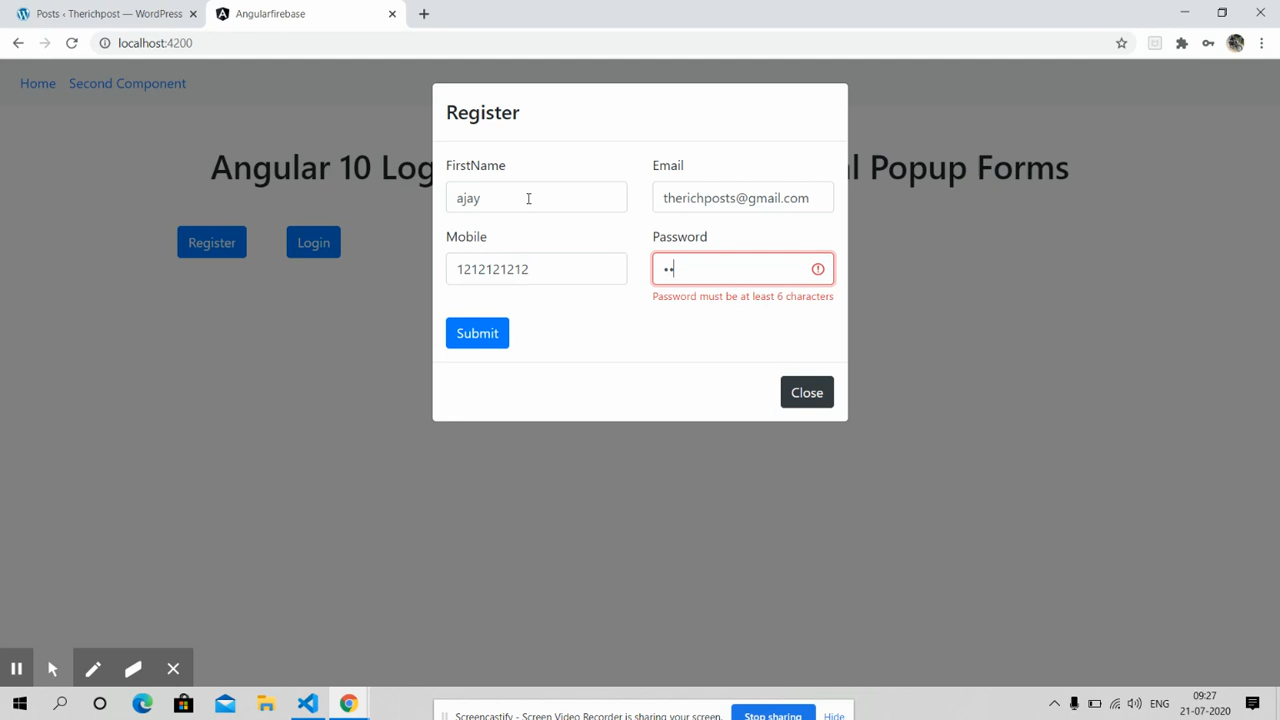 Posts ‹ Therichpost — WordPress
Angularfirebase
localhost:4200
Home Second Component
Register
Angular 10 Log
l Popup Forms
FirstName
Email
ajay
therichposts@gmail.com
Register
Login
Mobile
Password
1212121212
••
Password must be at least 6 characters
Submit
Close
09:27
ENG
21-07-2020
Screencastify - Screen Video Recorder is sharing your screen.
Stop sharing
Hide